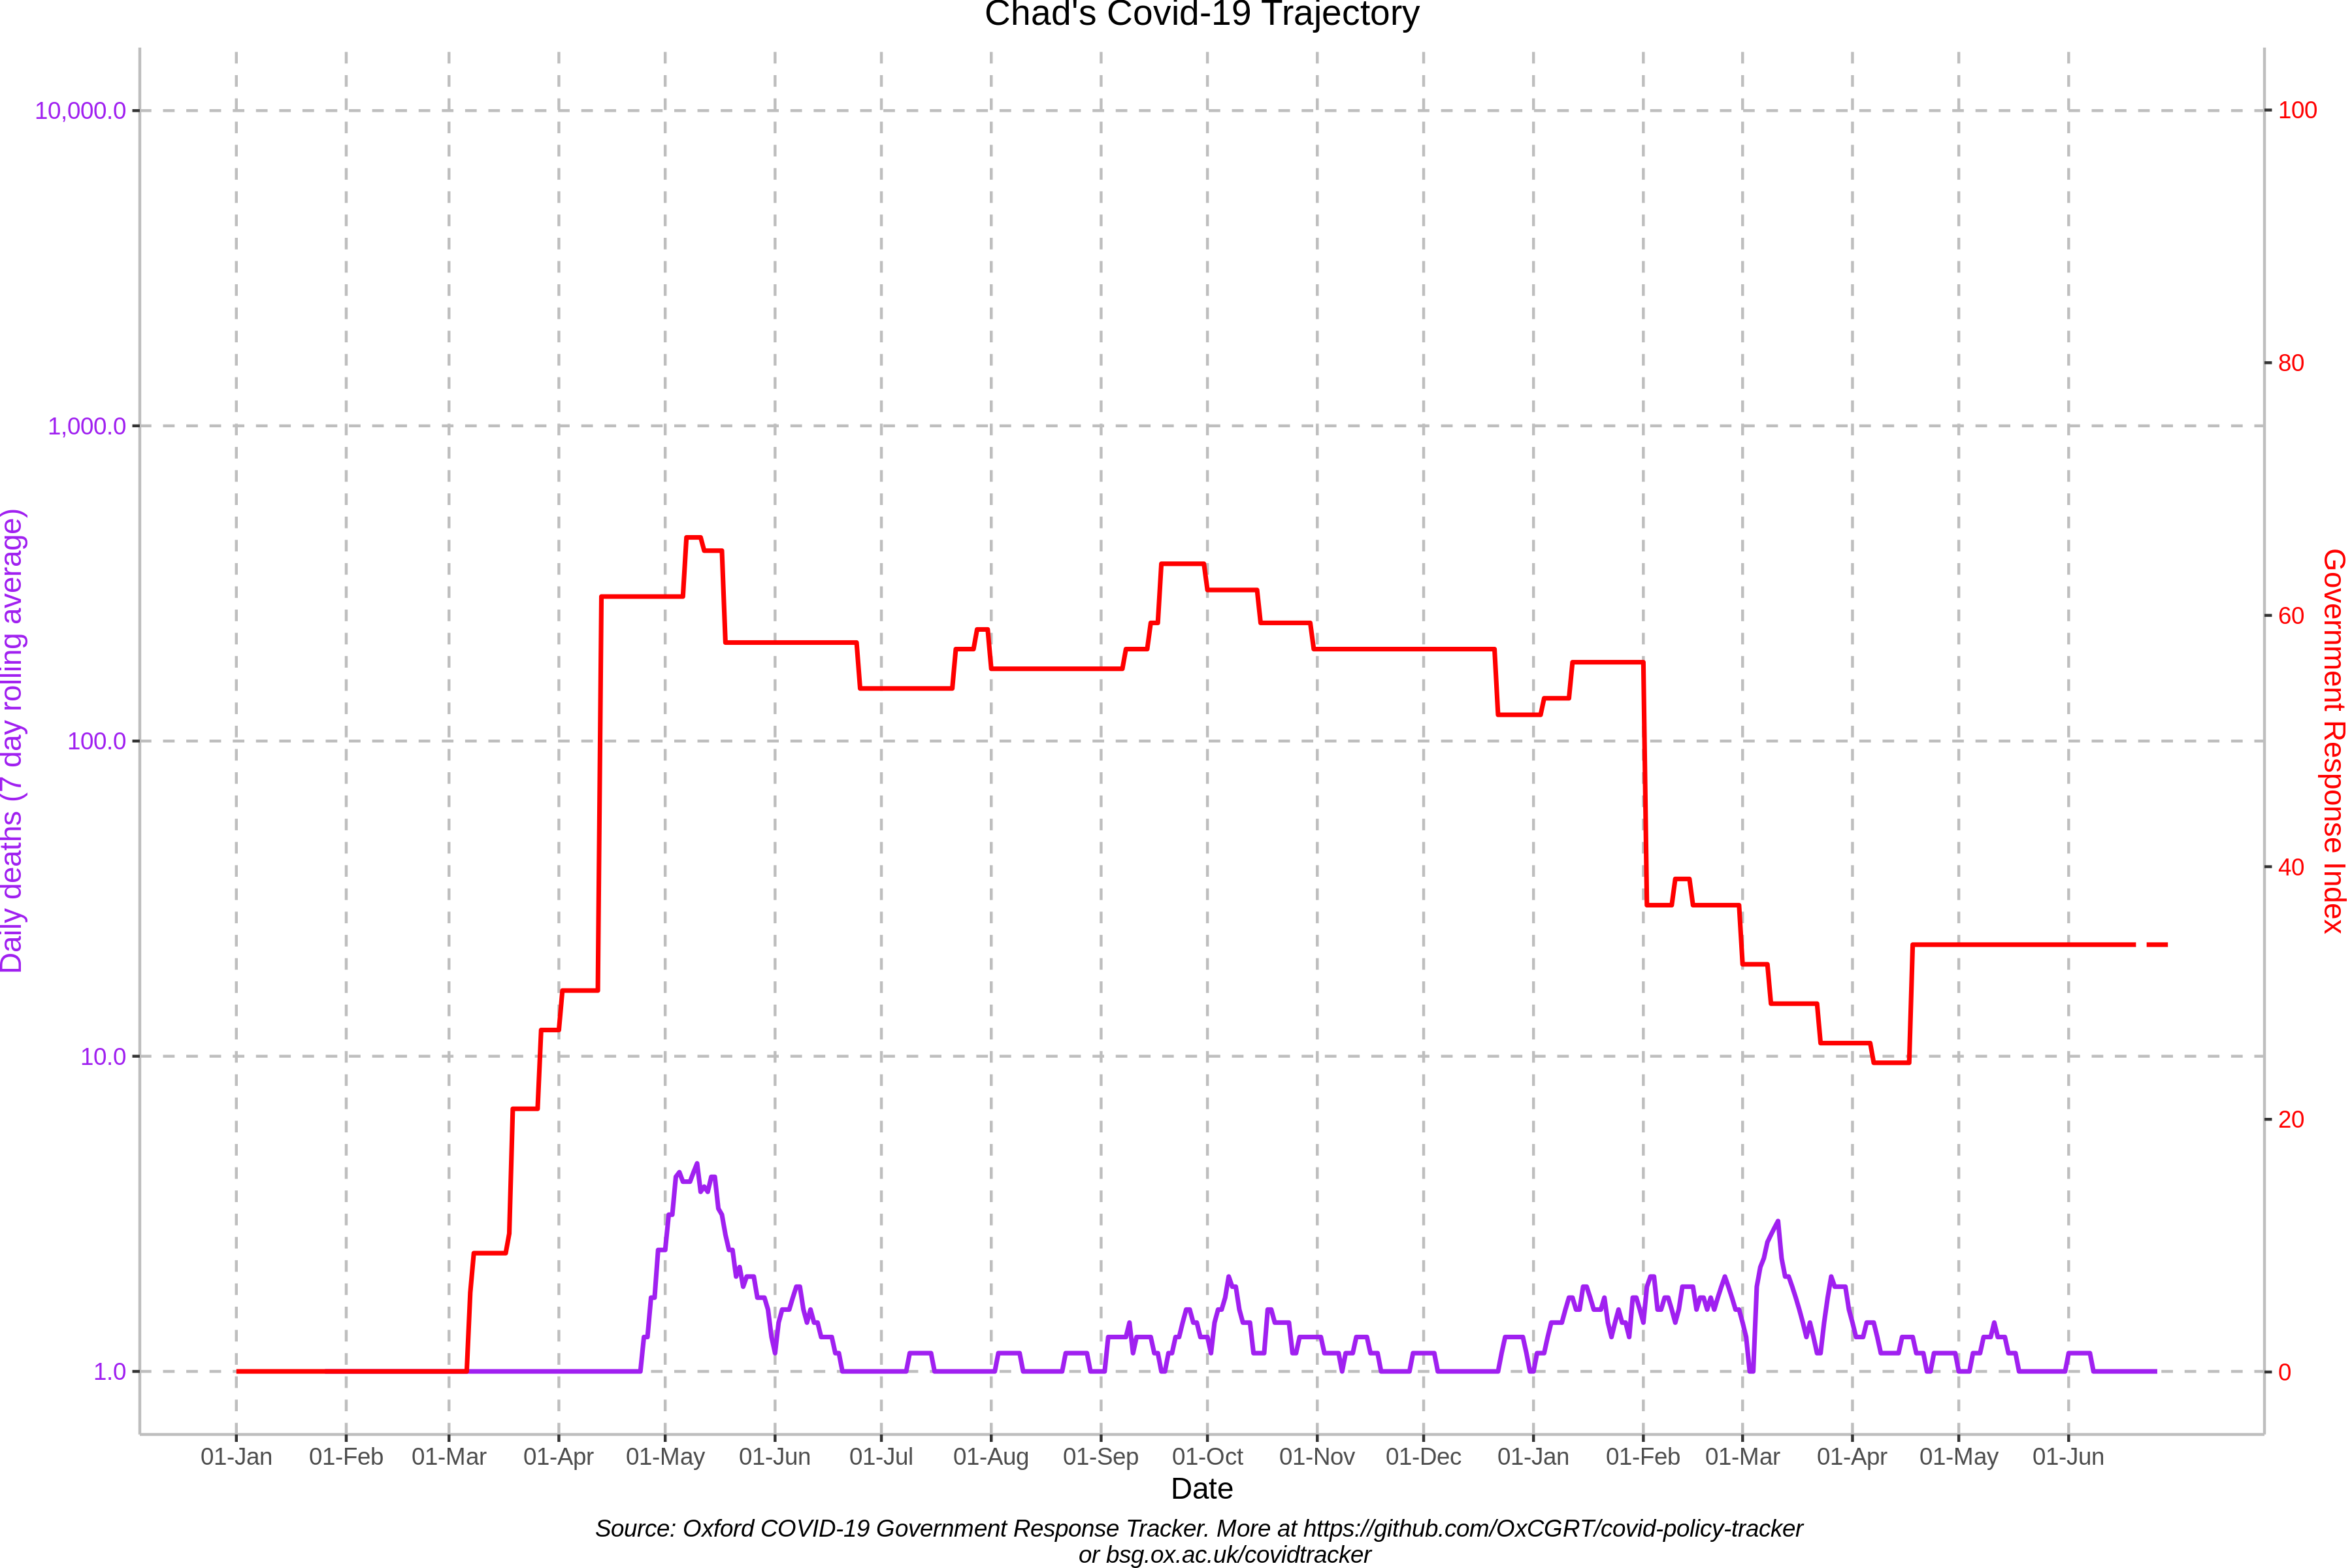 Chad's Covid-19 Trajectory
10,000.0
1,000.0
100.0
10.0
1.0
Daily deaths (7 day rolling average)
100
80
60
40
20
0
Government Response Index
01-Jan 01-Feb 01-Mar 01-Apr 01-May 01-Jun 01-Jul 01-Aug 01-Sep 01-Oct 01-Nov 01-Dec 01-Jan 01-Feb 01-Mar 01-Apr 01-May 01-Jun
Date
Source: Oxford COVID-19 Government Response Tracker. More at https://github.com/OxCGRT/covid-policy-tracker
or bsg.ox.ac.uk/covidtracker